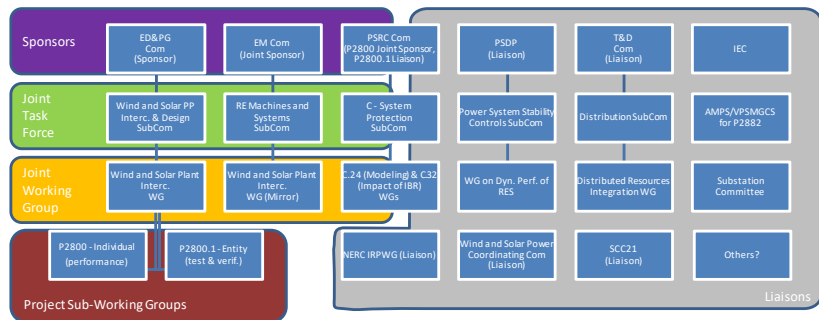 Sponsors
ED&PG
Com
(Sponsor)
EM Com
(Joint Sponsor)
PSRC Com
(P2800 Joint Sponsor,
P2800.1 Liaison)
PSDP
(Liaison)
T&D
Com
(Liaison)
IEC
Joint
Task
Force
Wind and Solar PP
Interc. & Design
SubCom
RE Machines and
Systems
SubCom
C - System
Protection
SubCom
Power System Stability
Controls SubCom
Distribution SubCom
AMPS/VPSMGCS
for P2882
Joint
Working
Group
Wind and Solar Plant
Interc.
WG
Wind and Solar Plant
Interc.
WG (Mirror)
C.24 (Modeling) & C32
(Impact of IBR)
WGs
WG on Dyn. Perf. of
RES
Distributed Resources
Integration WG
Substation
Committee
P2800 - Individual
(performance)
P2800.1 - Entity
(test & verif.)
NERC IRPWG (Liaison)
Wind and Solar Power
Coordinating Com
(Liaison)
SCC21
(Liaison)
Others?
Project Sub-Working Groups
Liaisons